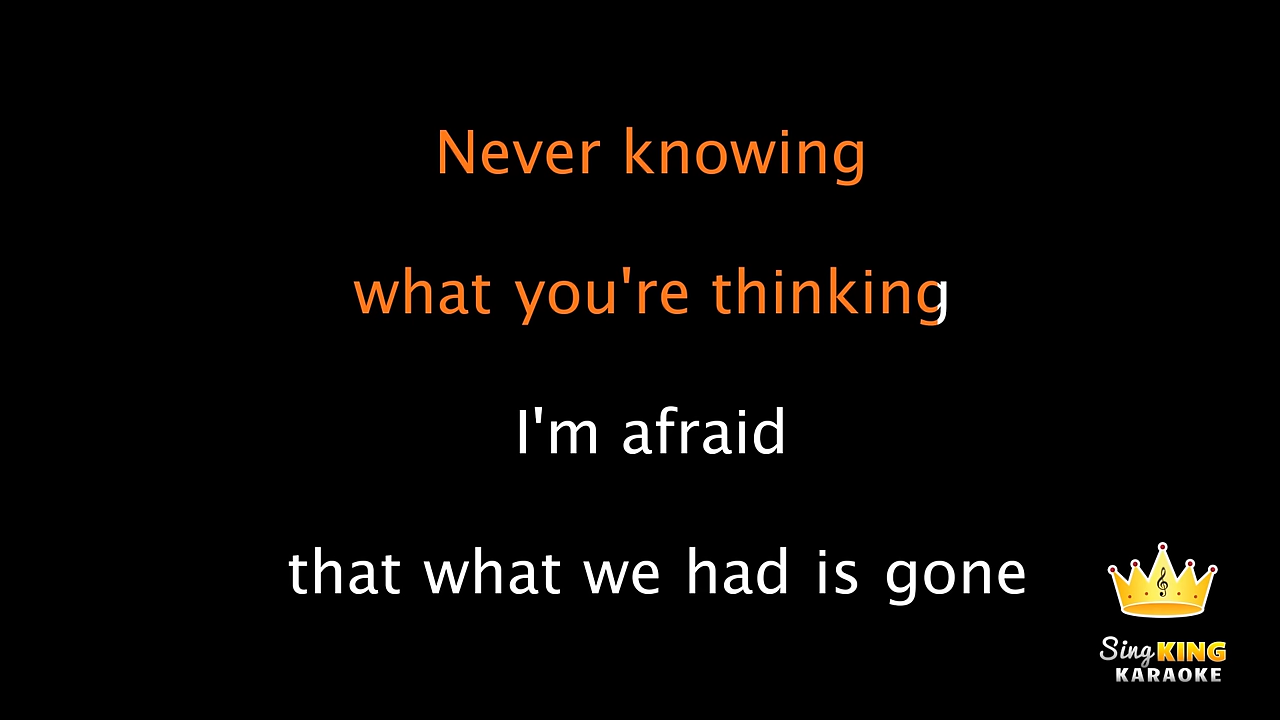 Never knowing
what you're thinking
I'm afraid
that what we had is gone
Sing KING
KARAOKE